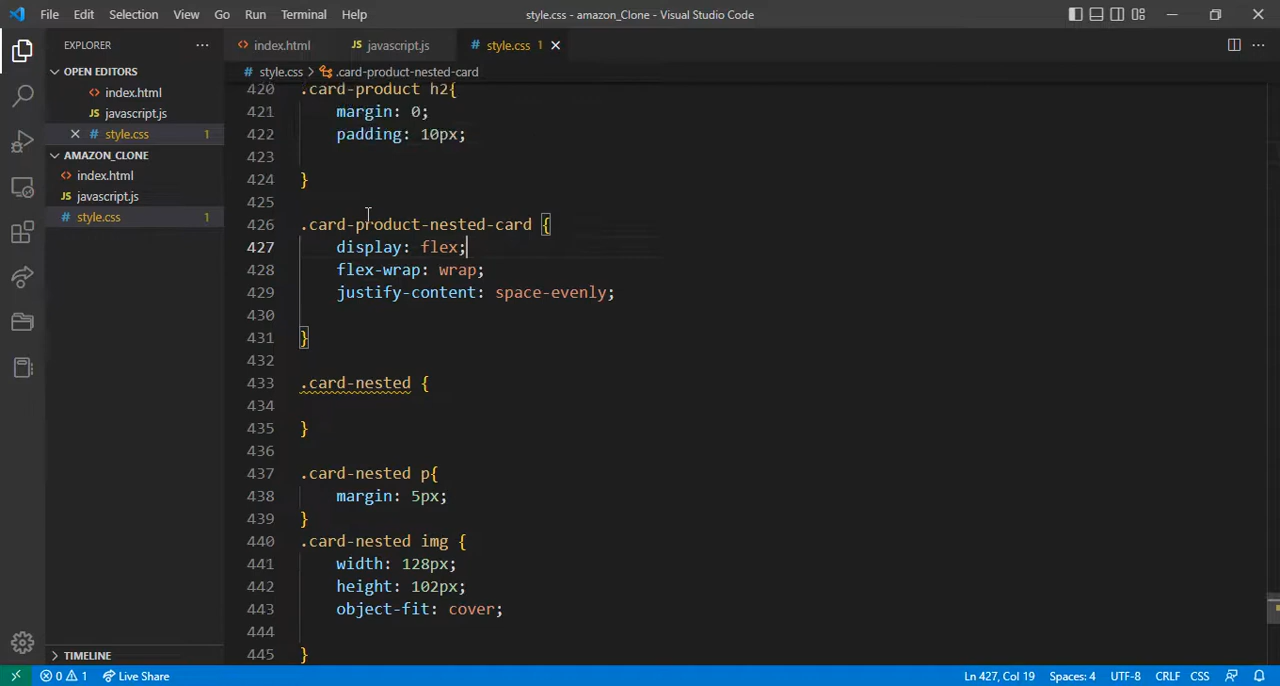 File Edit Selection View Go Run Terminal Help style.css - amazon_Clone - Visual Studio Code
EXPLORER ··· <> index.html JS javascript.js # style.css 1 ×
OPEN EDITORS # style.css > .card-product-nested-card
<> index.html
JS javascript.js
× # style.css 1
AMAZON_CLONE
<> index.html
JS javascript.js
# style.css 1
420 .card-product h2{
421 margin: 0;
422 padding: 10px;
423
424 }
425
426 .card-product-nested-card {
427 display: flex;
428 flex-wrap: wrap;
429 justify-content: space-evenly;
430
431 }
432
433 .card-nested {
434
435 }
436
437 .card-nested p{
438 margin: 5px;
439 }
440 .card-nested img {
441 width: 128px;
442 height: 102px;
443 object-fit: cover;
444
445 }
TIMELINE
0 1 Live Share Ln 427, Col 19 Spaces: 4 UTF-8 CRLF CSS